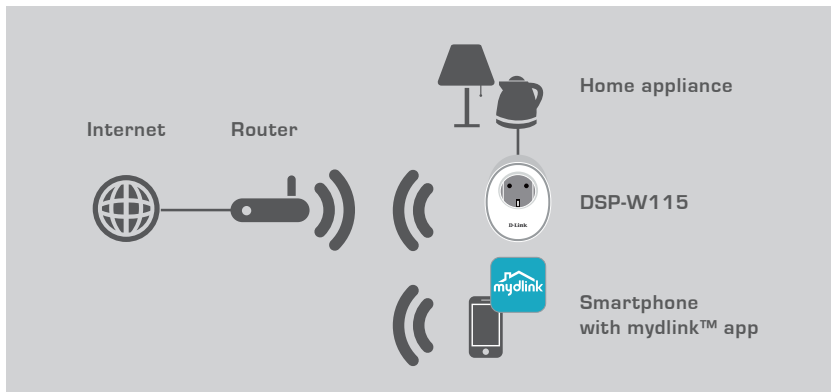 Home appliance
Internet
Router
DSP-W115
D-Link
mydlink
Smartphone
with mydlink™ app